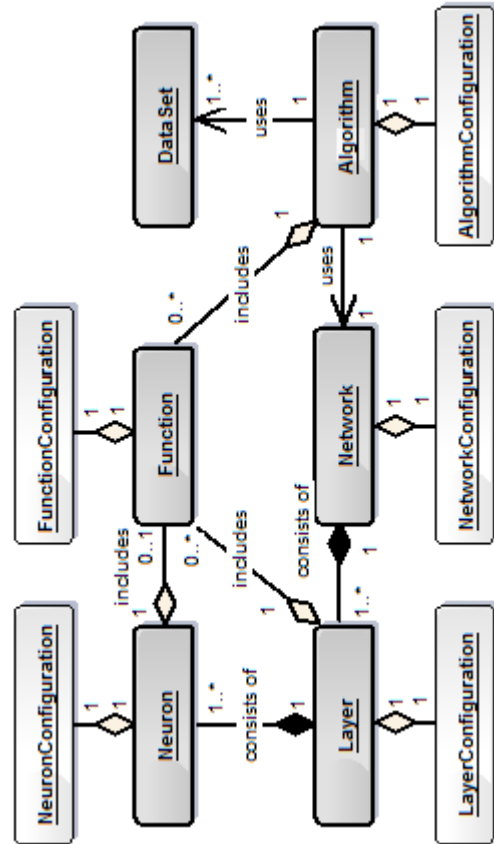 NeuronConfiguration
FunctionConfiguration
1
1
1
1
includes
1
0..1
Neuron
Function
DataSet
1..*
0..*
0..*
1..*
consists of
includes
includes
uses
1
1
1
1
consists of
Layer
Network
Algorithm
1..*
1
1
uses
1
1
1
1
1
1
1
LayerConfiguration
NetworkConfiguration
AlgorithmConfiguration